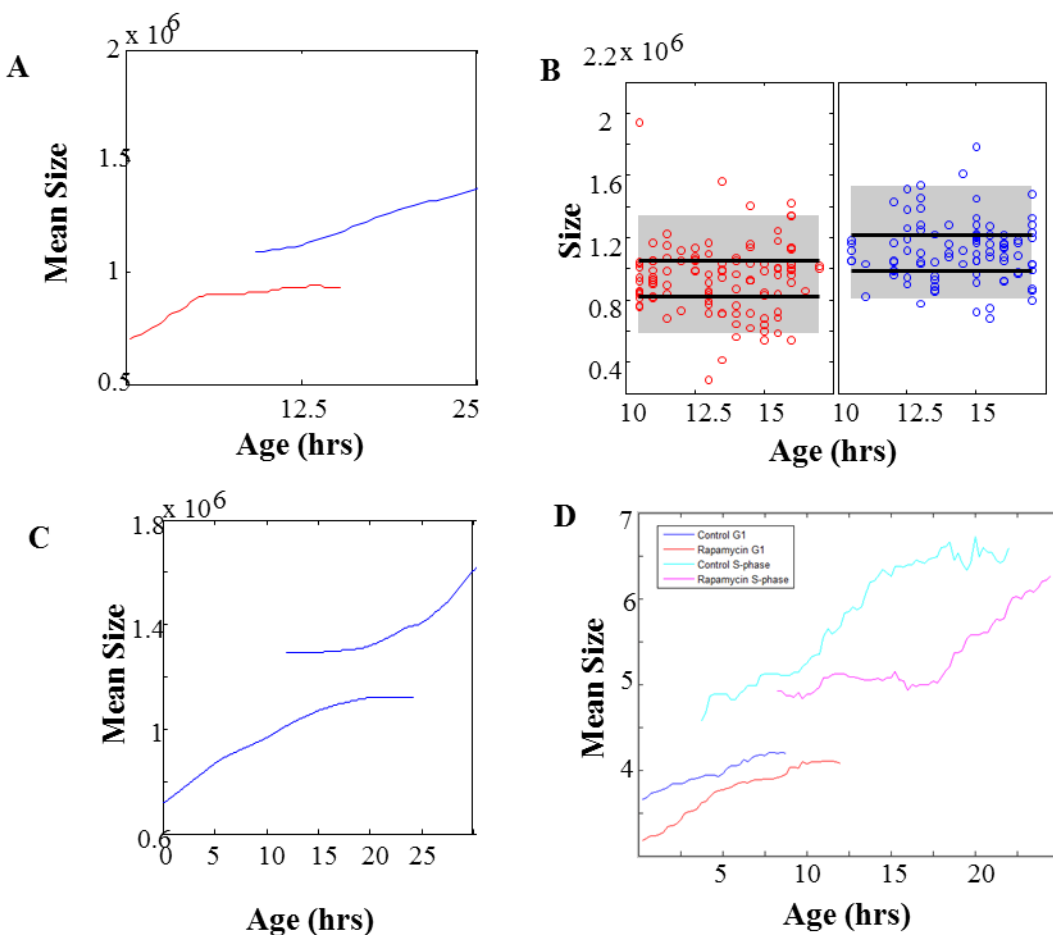 A
x 10^6
2
1.5
1
0.5
Mean Size
12.5
25
Age (hrs)
B
2.2x 10^6
2
1.6
1.2
0.8
0.4
Size
10
12.5
15
10
12.5
15
Age (hrs)
C
x 10^6
1.8
1.4
1
0.6
Mean Size
0
5
10
15
20
25
Age (hrs)
D
7
6
5
4
Mean Size
Control G1
Rapamycin G1
Control S-phase
Rapamycin S-phase
5
10
15
20
Age (hrs)